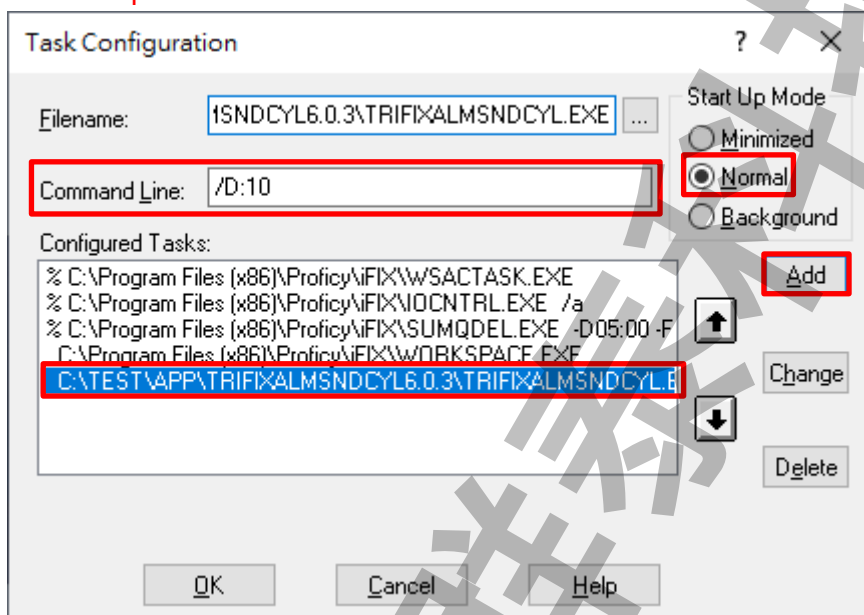 Task Configuration
Filename:
ISNDCYL6.0.3\TRIFIXALMSNDCYL.EXE
...
Start Up Mode
Minimized
Normal
Background
Command Line:
/D:10
Configured Tasks:
% C:\Program Files (x86)\Proficy\iFIX\WSACTASK.EXE
% C:\Program Files (x86)\Proficy\iFIX\IOCNTRL.EXE /a
% C:\Program Files (x86)\Proficy\iFIX\SUMQDEL.EXE -D05:00 -F
C:\Program Files (x86)\Proficy\iFIX\WORKSPACE.EXE
C:\TEST\APP\TRIFIXALMSNDCYL6.0.3\TRIFIXALMSNDCYL.E
Add
Change
Delete
OK
Cancel
Help